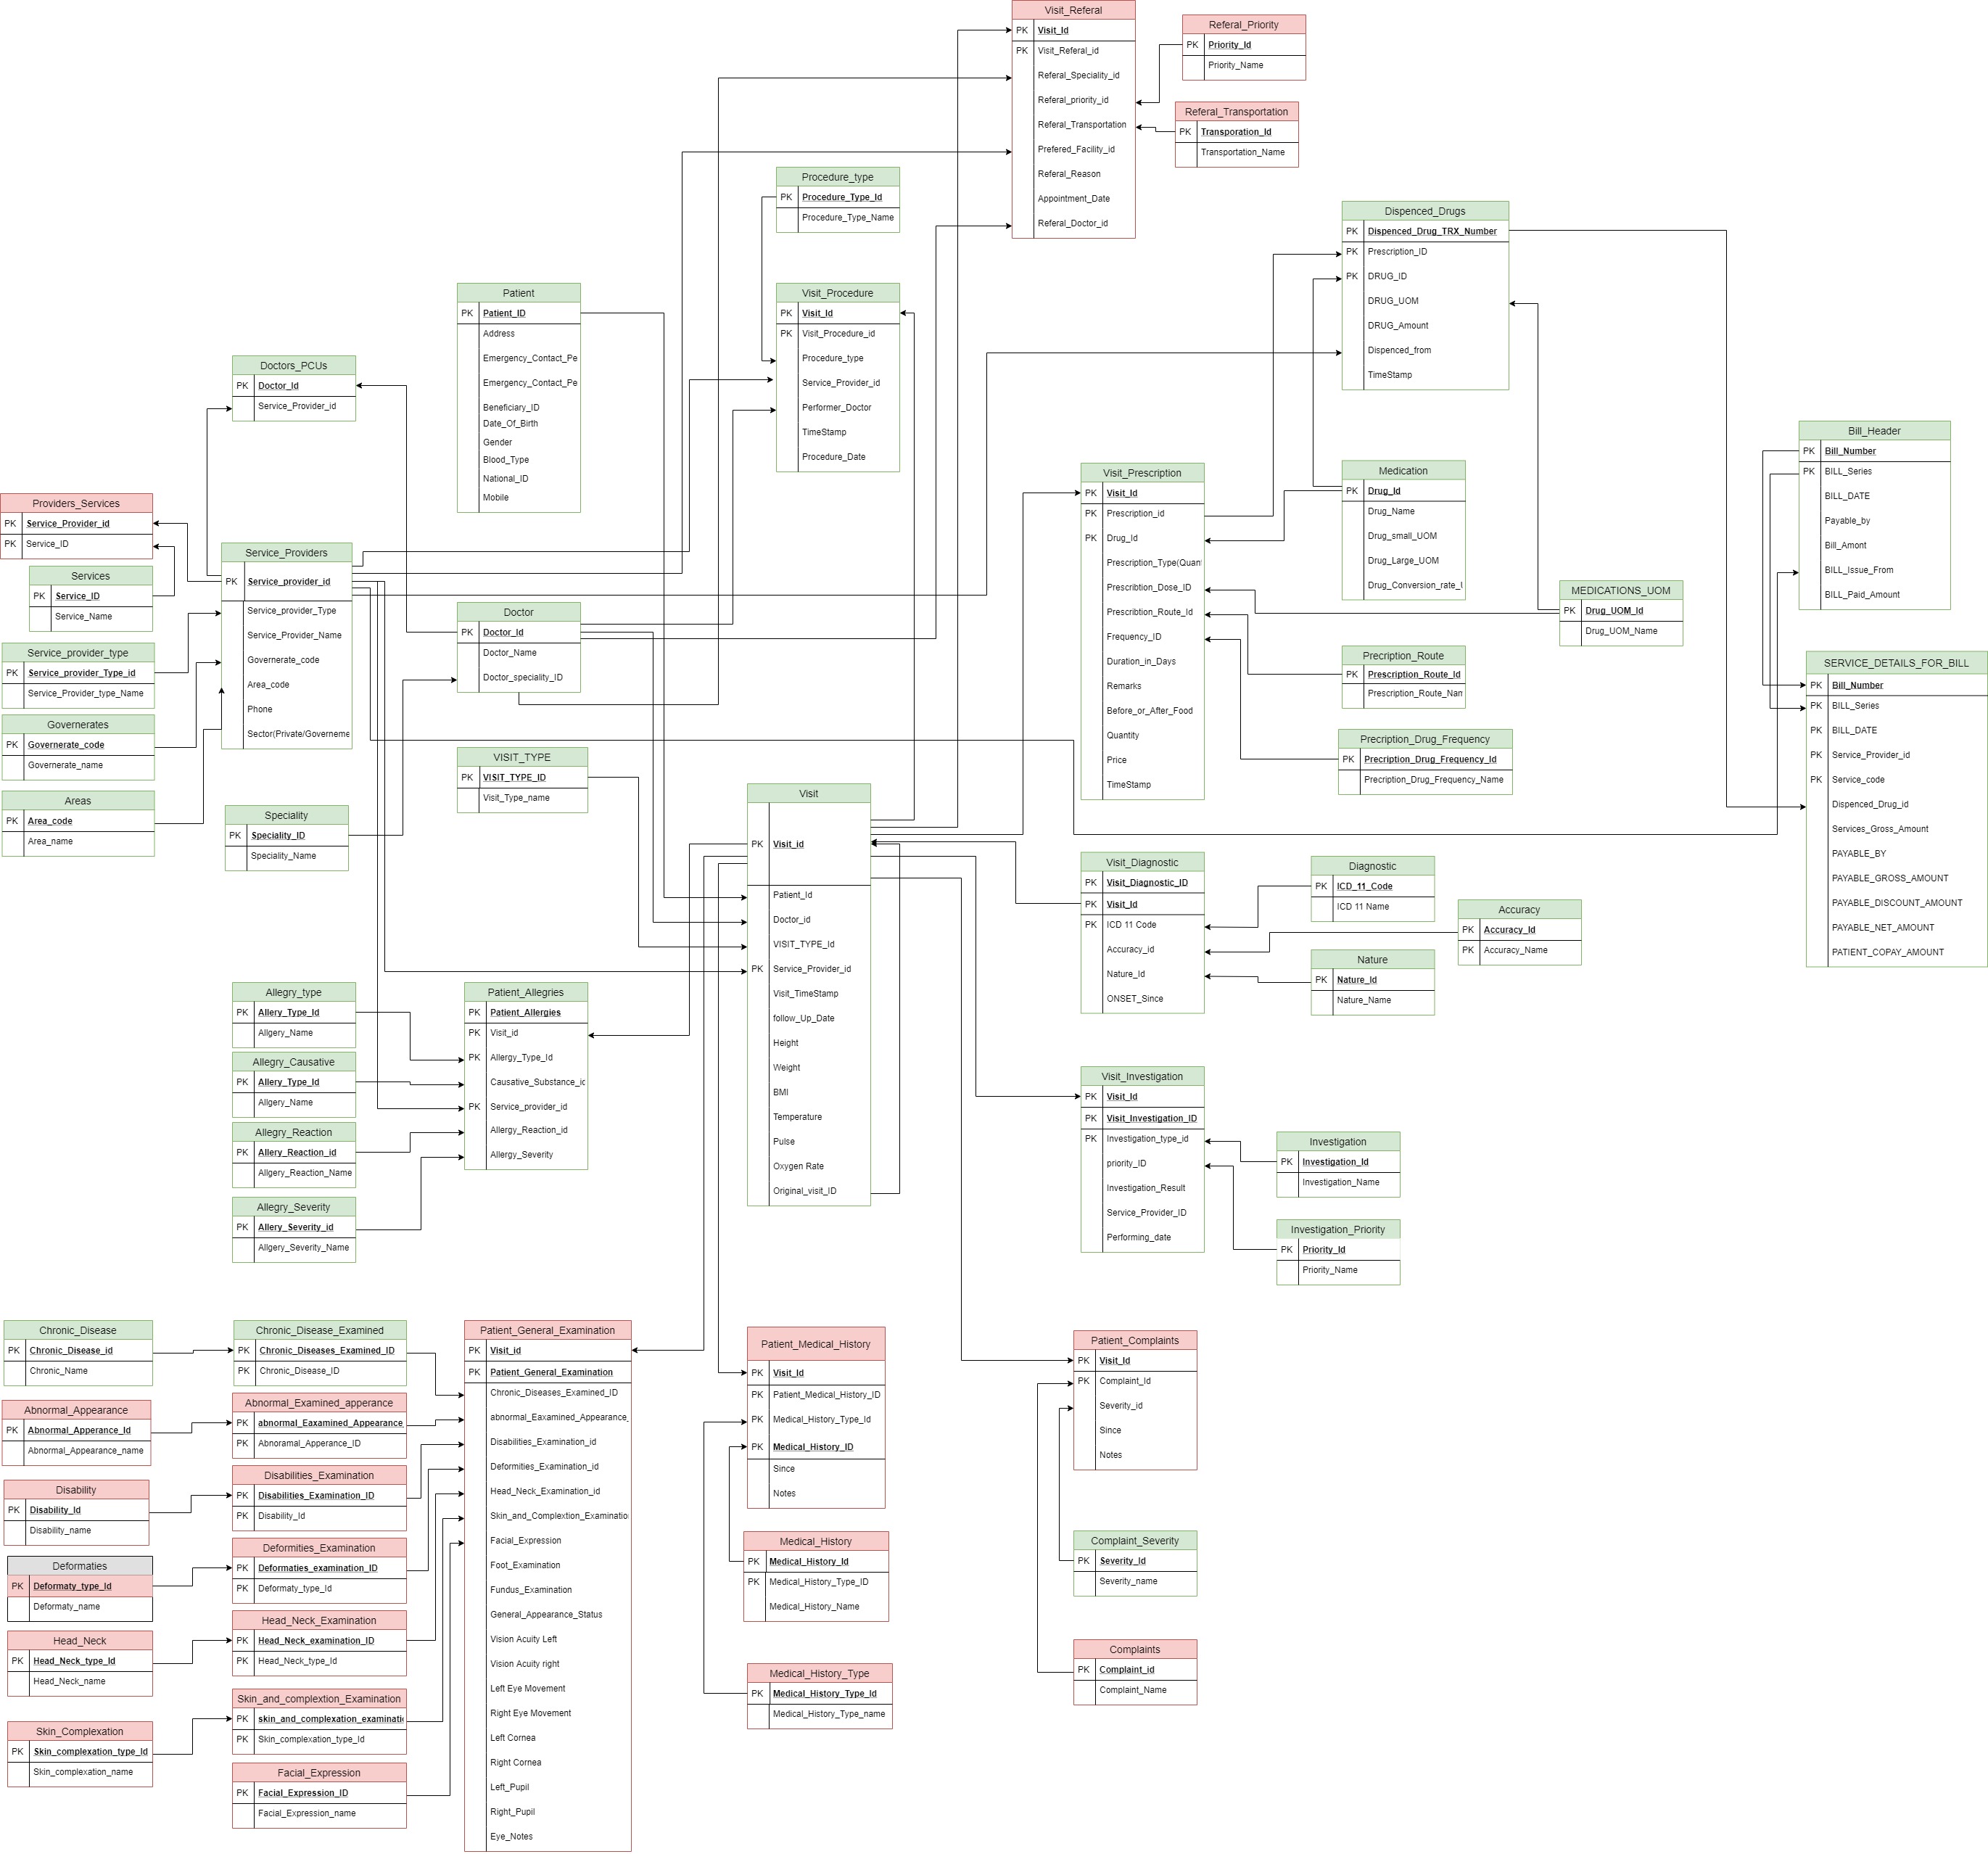 Visit_Referal
PK Visit_Id
PK Visit_Referal_id
Referal_Speciality_id
Referal_priority_id
Referal_Transportation
Prefered_Facility_id
Referal_Reason
Appointment_Date
Referal_Doctor_id
Referal_Priority
PK Priority_Id
Priority_Name
Referal_Transportation
PK Transporation_Id
Transportation_Name
Procedure_type
PK Procedure_Type_Id
Procedure_Type_Name
Dispenced_Drugs
PK Dispenced_Drug_TRX_Number
PK Prescription_ID
PK DRUG_ID
DRUG_UOM
DRUG_Amount
Dispenced_from
TimeStamp
Patient
PK Patient_ID
Address
Emergency_Contact_Pe
Emergency_Contact_Pe
Beneficiary_ID
Date_Of_Birth
Gender
Blood_Type
National_ID
Mobile
Visit_Procedure
PK Visit_Id
PK Visit_Procedure_id
Procedure_type
Service_Provider_id
Performer_Doctor
TimeStamp
Procedure_Date
Doctors_PCUs
PK Doctor_Id
Service_Provider_id
Bill_Header
PK Bill_Number
PK BILL_Series
BILL_DATE
Payable_by
Bill_Amont
BILL_Issue_From
BILL_Paid_Amount
Visit_Prescription
PK Visit_Id
PK Prescription_id
PK Drug_Id
Prescription_Type(Quan
Prescribtion_Dose_ID
Prescribtion_Route_Id
Frequency_ID
Duration_in_Days
Remarks
Before_or_After_Food
Quantity
Price
TimeStamp
Medication
PK Drug_Id
Drug_Name
Drug_small_UOM
Drug_Large_UOM
Drug_Conversion_rate_
Providers_Services
PK Service_Provider_id
PK Service_ID
Service_Providers
PK Service_provider_id
Service_provider_Type
Service_Provider_Name
Governerate_code
Area_code
Phone
Sector(Private/Governeme
Services
PK Service_ID
Service_Name
MEDICATIONS_UOM
PK Drug_UOM_Id
Drug_UOM_Name
Doctor
PK Doctor_Id
Doctor_Name
Doctor_speciality_ID
Service_provider_type
PK Service_provider_Type_id
Service_Provider_type_Name
Precription_Route
PK Prescription_Route_Id
Prescription_Route_Nam
SERVICE_DETAILS_FOR_BILL
PK Bill_Number
PK BILL_Series
PK BILL_DATE
PK Service_Provider_id
PK Service_code
Dispenced_Drug_id
Services_Gross_Amount
PAYABLE_BY
PAYABLE_GROSS_AMOUNT
PAYABLE_DISCOUNT_AMOUNT
PAYABLE_NET_AMOUNT
PATIENT_COPAY_AMOUNT
Governerates
PK Governerate_code
Governerate_name
Precription_Drug_Frequency
PK Precription_Drug_Frequency_Id
Precription_Drug_Frequency_Name
VISIT_TYPE
PK VISIT_TYPE_ID
Visit_Type_name
Areas
PK Area_code
Area_name
Speciality
PK Speciality_ID
Speciality_Name
Visit
PK Visit_id
Patient_Id
Doctor_id
VISIT_TYPE_Id
PK Service_Provider_id
Visit_TimeStamp
follow_Up_Date
Height
Weight
BMI
Temperature
Pulse
Oxygen Rate
Original_visit_ID
Visit_Diagnostic
PK Visit_Diagnostic_ID
PK Visit_Id
PK ICD 11 Code
Accuracy_id
Nature_Id
ONSET_Since
Diagnostic
PK ICD_11_Code
ICD 11 Name
Accuracy
PK Accuracy_Id
PK Accuracy_Name
Nature
PK Nature_Id
Nature_Name
Allegry_type
PK Allery_Type_Id
Allgery_Name
Patient_Allegries
PK Patient_Allergies
PK Visit_id
PK Allergy_Type_Id
Causative_Substance_id
PK Service_provider_id
Allergy_Reaction_id
Allergy_Severity
Allegry_Causative
PK Allery_Type_Id
Allgery_Name
Allegry_Reaction
PK Allery_Reaction_id
Allgery_Reaction_Name
Allegry_Severity
PK Allery_Severity_id
Allgery_Severity_Name
Visit_Investigation
PK Visit_Id
PK Visit_Investigation_ID
PK Investigation_type_id
priority_ID
Investigation_Result
Service_Provider_ID
Performing_date
Investigation
PK Investigation_Id
Investigation_Name
Investigation_Priority
PK Priority_Id
Priority_Name
Chronic_Disease
PK Chronic_Disease_id
Chronic_Name
Chronic_Disease_Examined
PK Chronic_Diseases_Examined_ID
PK Chronic_Disease_ID
Patient_General_Examination
PK Visit_id
PK Patient_General_Examination
Chronic_Diseases_Examined_ID
abnormal_Eaxamined_Appearance_
Disabilities_Examination_id
Deformities_Examination_id
Head_Neck_Examination_id
Skin_and_Complextion_Examinatio
Facial_Expression
Foot_Examination
Fundus_Examination
General_Appearance_Status
Vision Acuity Left
Vision Acuity right
Left Eye Movement
Right Eye Movement
Left Cornea
Right Cornea
Left_Pupil
Right_Pupil
Eye_Notes
Patient_Medical_History
PK Visit_Id
PK Patient_Medical_History_ID
PK Medical_History_Type_Id
PK Medical_History_ID
Since
Notes
Patient_Complaints
PK Visit_Id
PK Complaint_Id
Severity_id
Since
Notes
Abnormal_Appearance
PK Abnormal_Apperance_Id
Abnormal_Appearance_name
Abnormal_Examined_apperance
PK abnormal_Eaxamined_Appearance
PK Abnoramal_Apperance_ID
Disability
PK Disability_Id
Disability_name
Disabilities_Examination
PK Disabilities_Examination_ID
PK Disability_Id
Deformaties
PK Deformaty_type_Id
Deformaty_name
Deformities_Examination
PK Deformaties_examination_ID
PK Deformaty_type_Id
Medical_History
PK Medical_History_Id
PK Medical_History_Type_ID
Medical_History_Name
Complaint_Severity
PK Severity_Id
Severity_name
Head_Neck
PK Head_Neck_type_Id
Head_Neck_name
Head_Neck_Examination
PK Head_Neck_examination_ID
PK Head_Neck_type_Id
Medical_History_Type
PK Medical_History_Type_Id
Medical_History_Type_name
Complaints
PK Complaint_id
Complaint_Name
Skin_Complexation
PK Skin_complexation_type_Id
Skin_complexation_name
Skin_and_complextion_Examination
PK skin_and_complexation_examinati
PK Skin_complexation_type_Id
Facial_Expression
PK Facial_Expression_ID
Facial_Expression_name